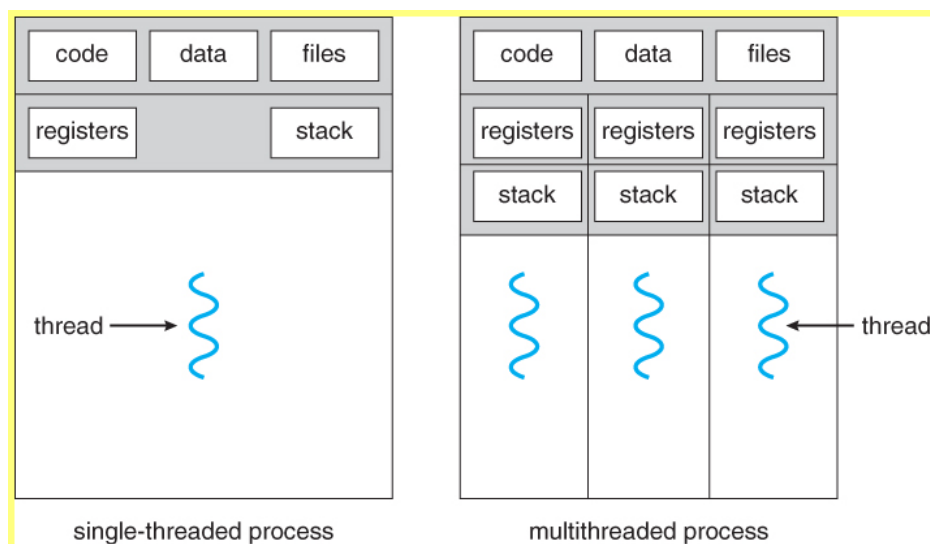 code data files code data files
registers stack registers registers registers
stack stack stack
thread thread
single-threaded process multithreaded process